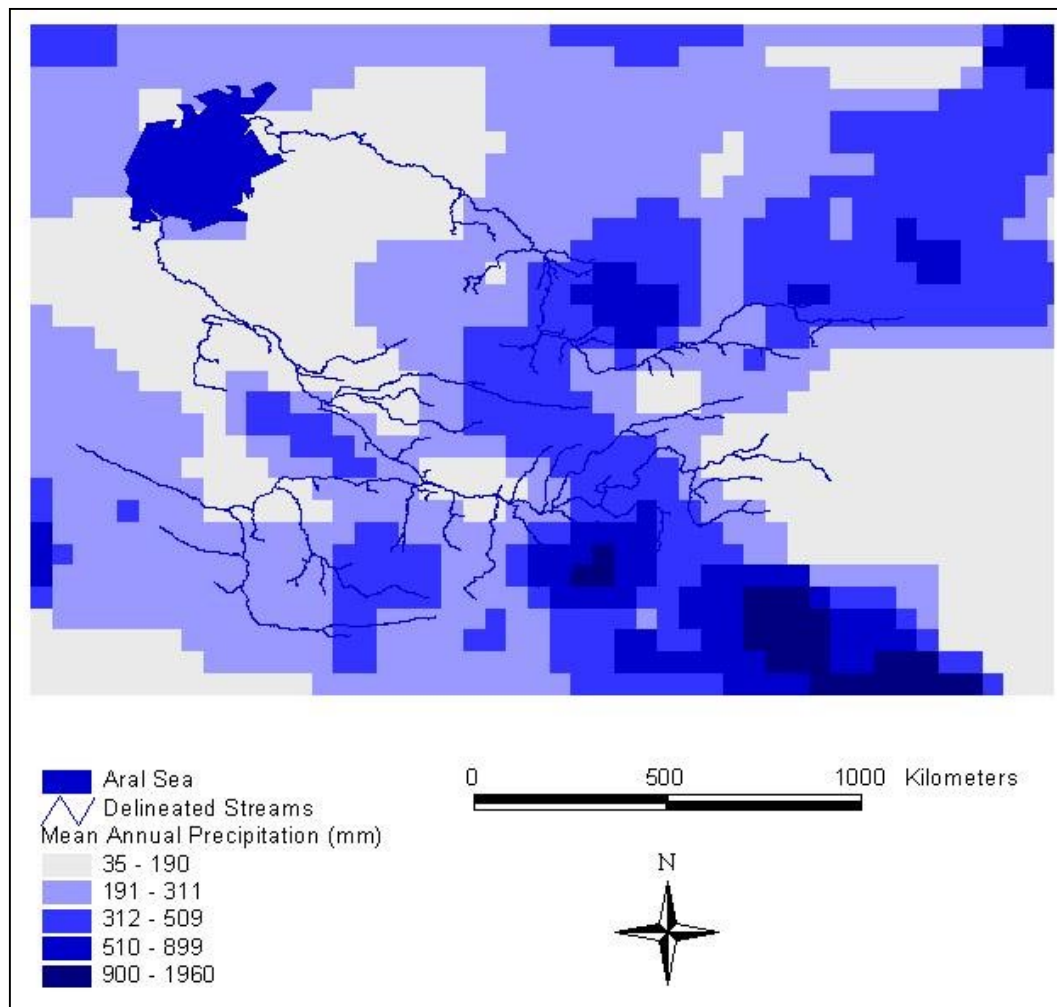 0 500 1000 Kilometers
Aral Sea
Delineated Streams
Mean Annual Precipitation (mm)
35 - 190
191 - 311
312 - 509
510 - 899
900 - 1960
N